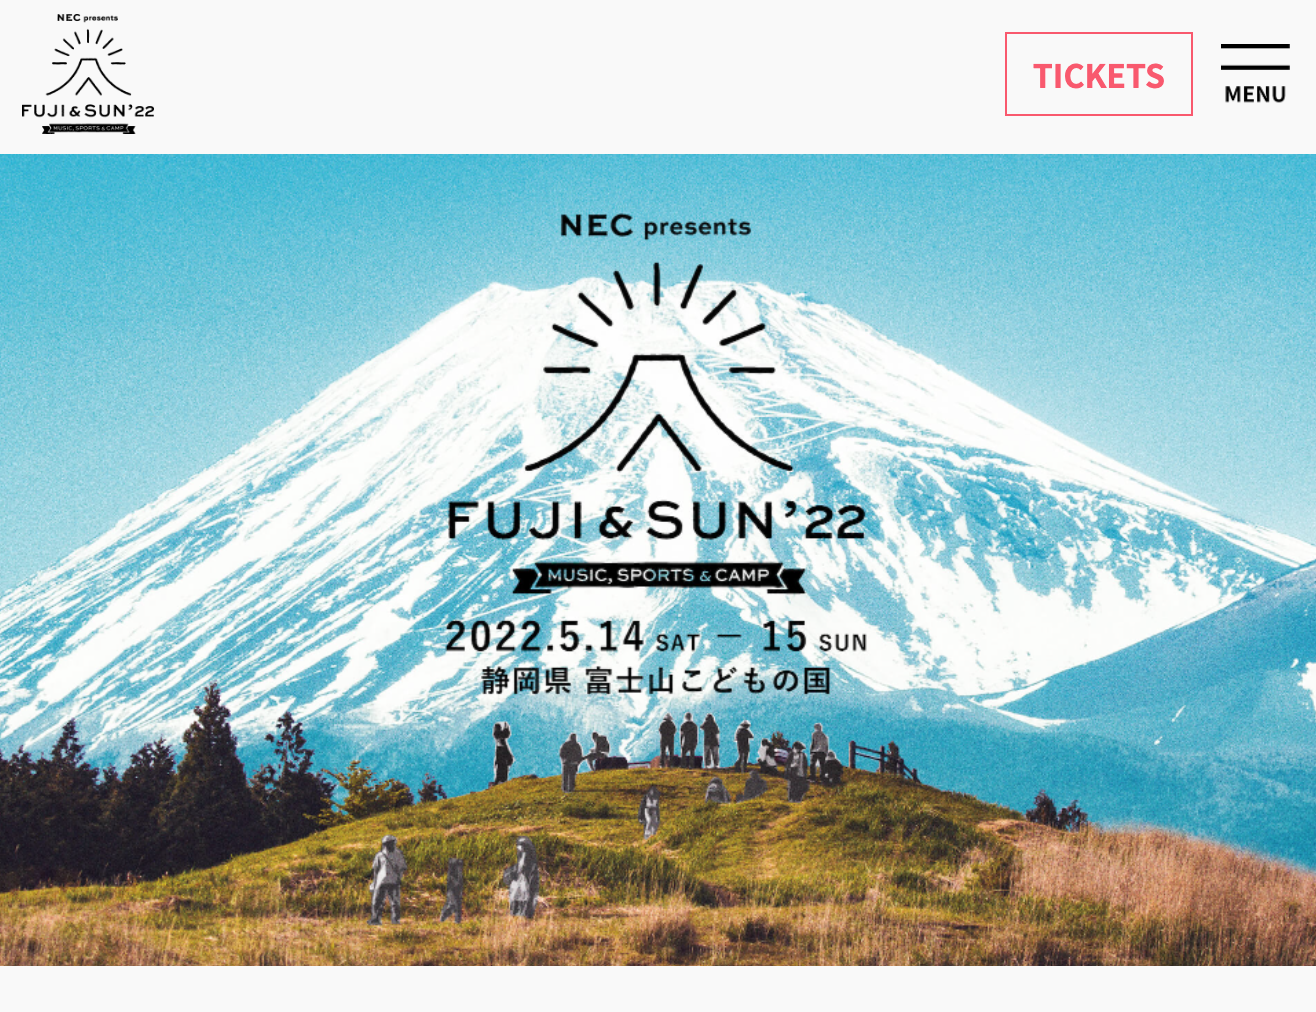 NEC presents
FUJI & SUN’22
MUSIC, SPORTS & CAMP
TICKETS
MENU
NEC presents
FUJI & SUN’22
MUSIC, SPORTS & CAMP
2022.5.14 SAT — 15 SUN
静岡県 富士山こどもの国